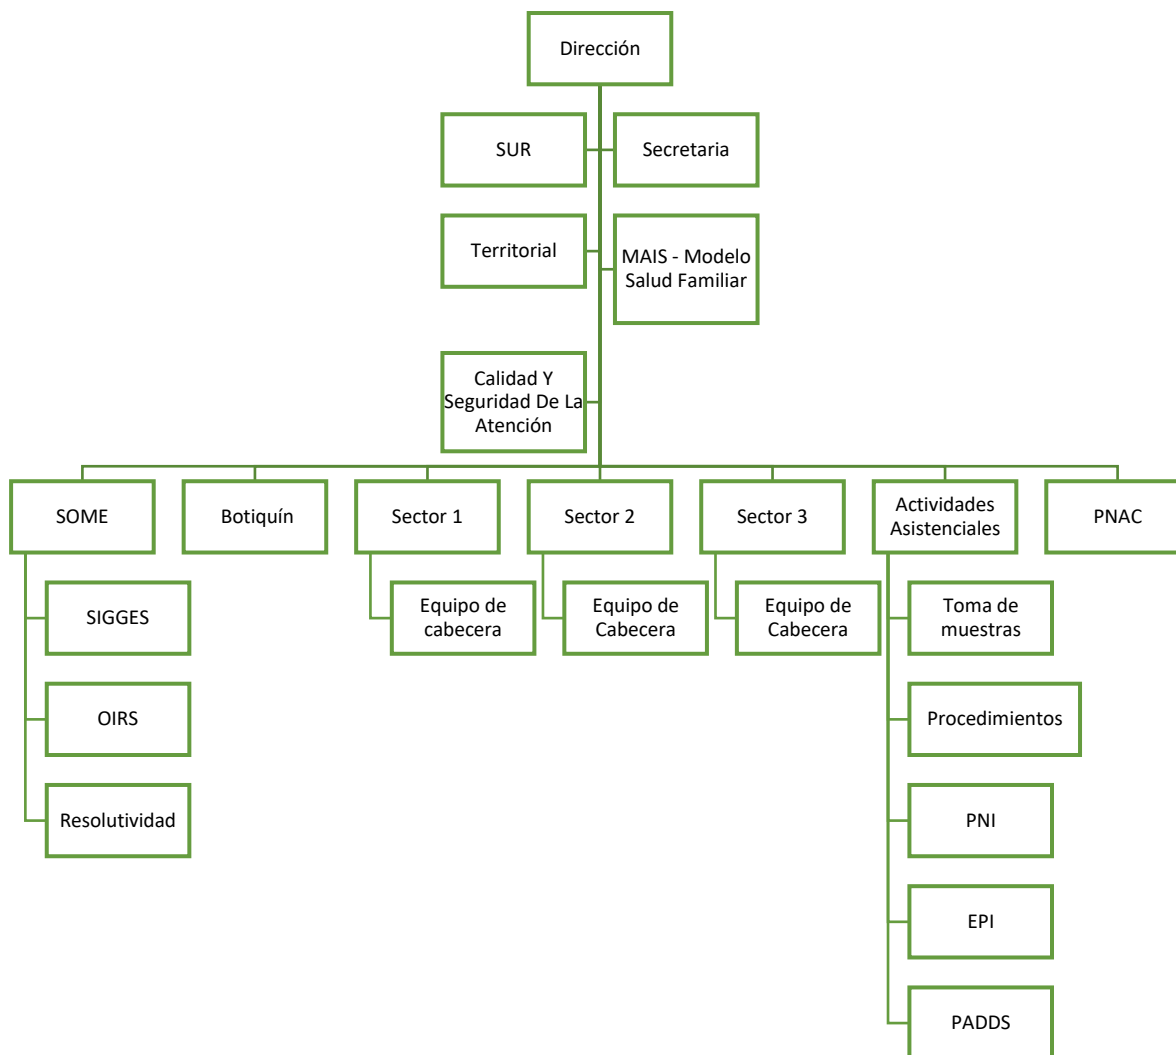 Dirección
SUR
Secretaria
Territorial
MAIS - Modelo
Salud Familiar
Calidad Y
Seguridad De La
Atención
SOME
Botiquín
Sector 1
Sector 2
Sector 3
Actividades
Asistenciales
PNAC
SIGGES
Equipo de
cabecera
Equipo de
Cabecera
Equipo de
Cabecera
Toma de
muestras
OIRS
Procedimientos
Resolutividad
PNI
EPI
PADDS